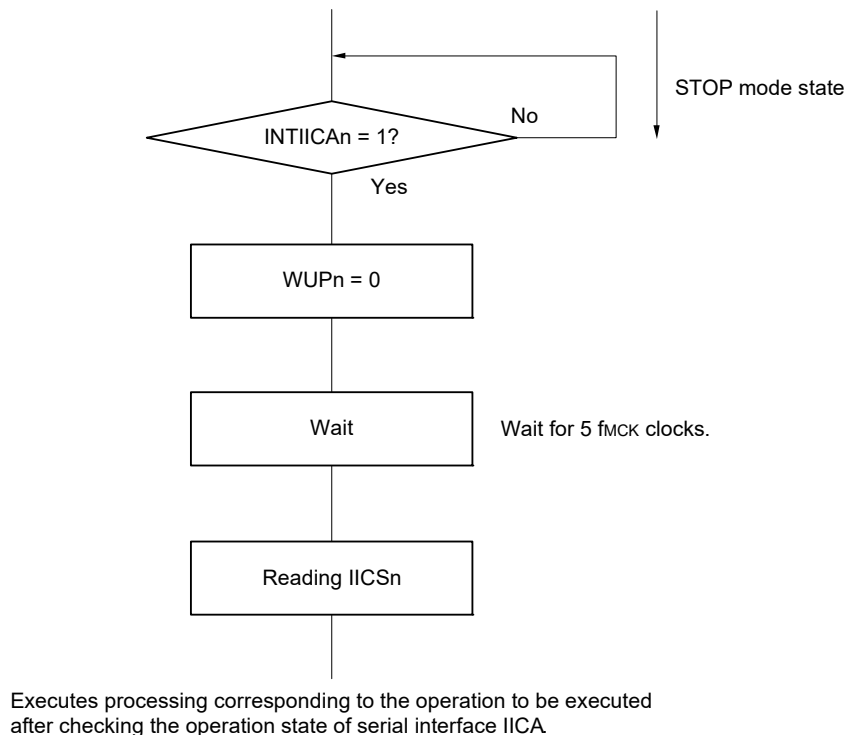 STOP mode state
No
INTIICAn = 1?
Yes
WUPn = 0
Wait
Wait for 5 fMCK clocks.
Reading IICSn
Executes processing corresponding to the operation to be executed
after checking the operation state of serial interface IICA.